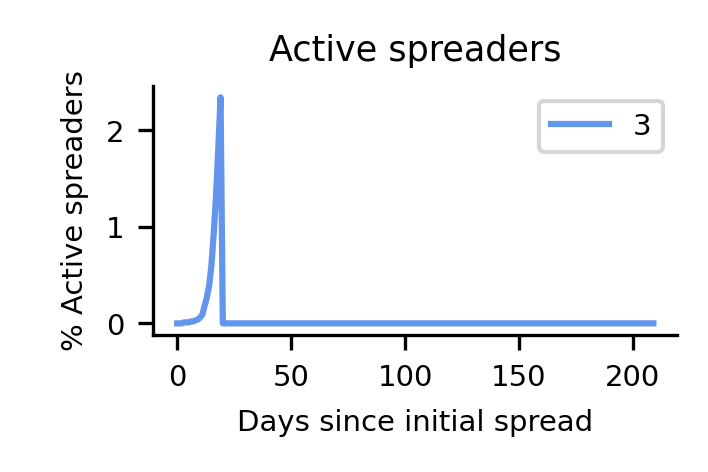 Active spreaders
3
% Active spreaders
2
1
0
0 50 100 150 200
Days since initial spread